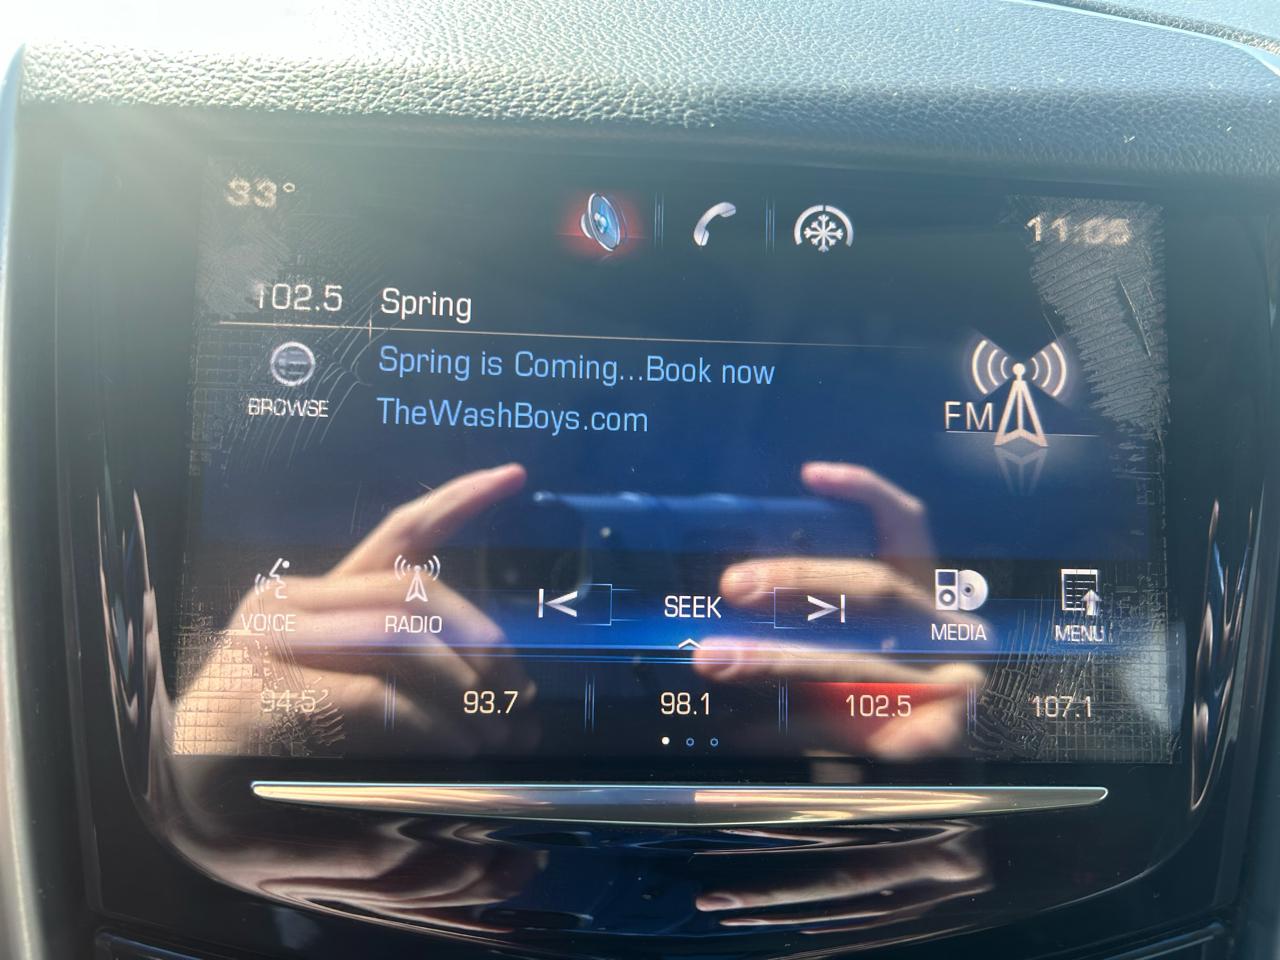 33°
11:05
102.5 Spring
Spring is Coming...Book now
BROWSE
TheWashBoys.com
FM
VOICE RADIO SEEK MEDIA MENU
94.5 93.7 98.1 102.5 107.1